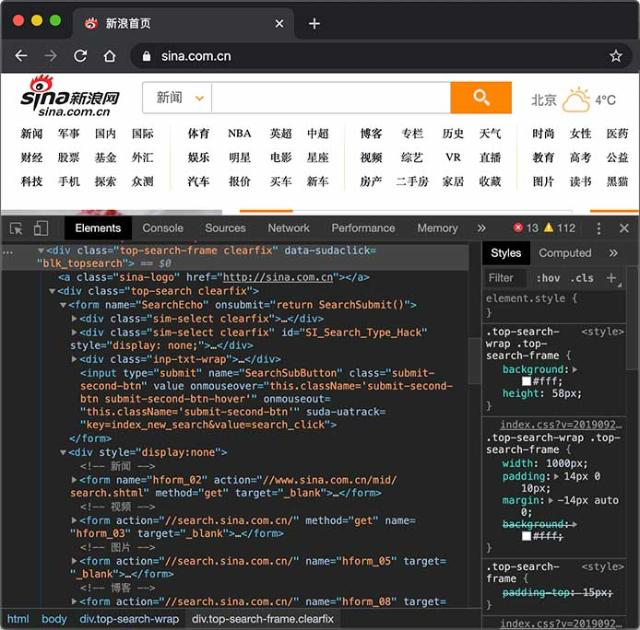 新浪首页
sina.com.cn
sina新浪网
sina.com.cn
新闻
北京 4°C
新闻 军事 国内 国际 体育 NBA 英超 中超 博客 专栏 历史 天气 时尚 女性 医药
财经 股票 基金 外汇 娱乐 明星 电影 星座 视频 综艺 VR 直播 教育 高考 公益
科技 手机 探索 众测 汽车 报价 买车 新车 房产 二手房 家居 收藏 图片 读书 黑猫
Elements Console Sources Network Performance Memory » 13 112
<div class="top-search-frame clearfix" data-sudaclick=
"blk_topsearch"> == $0
<a class="sina-logo" href="http://sina.com.cn"></a>
<div class="top-search clearfix">
<form name="SearchEcho" onsubmit="return SearchSubmit()">
<div class="sim-select clearfix">…</div>
<div class="sim-select clearfix" id="SI_Search_Type_Hack"
style="display: none;">…</div>
<div class="inp-txt-wrap">…</div>
<input type="submit" name="SearchSubButton" class="submit-
second-btn" value onmouseover="this.className='submit-second-
btn submit-second-btn-hover'" onmouseout=
"this.className='submit-second-btn'" suda-uatrack=
"key=index_new_search&value=search_click">
</form>
<div style="display:none">
<!-- 新闻 -->
<form name="hform_02" action="//www.sina.com.cn/mid/
search.shtml" method="get" target="_blank">…</form>
<!-- 视频 -->
<form action="//search.sina.com.cn/" method="get" name=
"hform_03" target="_blank">…</form>
<!-- 图片 -->
<form action="//search.sina.com.cn/" name="hform_05" target=
"_blank">…</form>
<!-- 博客 -->
<form action="//search.sina.com.cn/" name="hform_08" target=
html body div.top-search-wrap div.top-search-frame.clearfix
Styles Computed »
Filter :hov .cls +
element.style {
}
.top-search- <style>
wrap .top-
search-frame {
background:
#fff;
height: 58px;
}
index.css?v=2019092…
.top-search-wrap .top-
search-frame {
width: 1000px;
padding: 14px 0
10px;
margin: -14px auto
0;
background:
#fff;
}
.top-search- <style>
frame {
padding-top: 15px;
}
index.css?v=2019092…